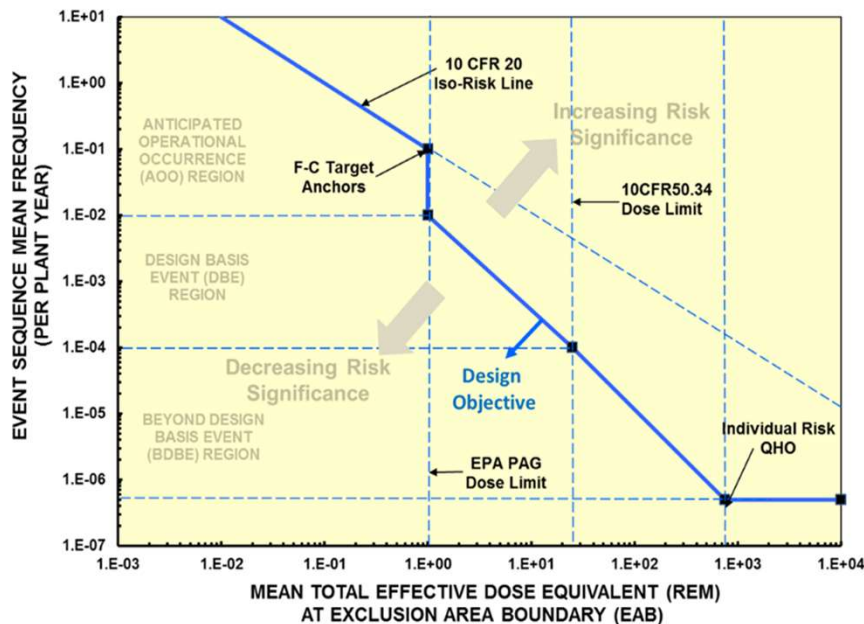 EVENT SEQUENCE MEAN FREQUENCY
(PER PLANT YEAR)
1.E+01
1.E+00
1.E-01
1.E-02
1.E-03
1.E-04
1.E-05
1.E-06
1.E-07
10 CFR 20
Iso-Risk Line
Increasing Risk
Significance
ANTICIPATED
OPERATIONAL
OCCURRENCE
(AOO) REGION
F-C Target
Anchors
10CFR50.34
Dose Limit
DESIGN BASIS
EVENT (DBE)
REGION
Decreasing Risk
Significance
Design
Objective
BEYOND DESIGN
BASIS EVENT
(BDBE) REGION
EPA PAG
Dose Limit
Individual Risk
QHO
1.E-03
1.E-02
1.E-01
1.E+00
1.E+01
1.E+02
1.E+03
1.E+04
MEAN TOTAL EFFECTIVE DOSE EQUIVALENT (REM)
AT EXCLUSION AREA BOUNDARY (EAB)